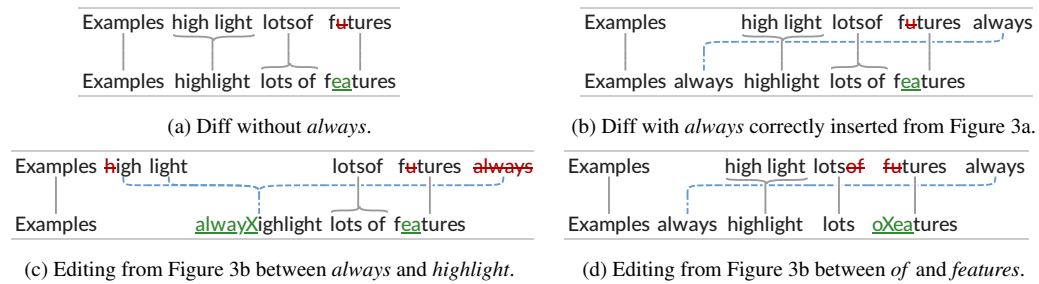 Examples high light lotsof futures
Examples highlight lots of features
(a) Diff without always.
Examples high light lotsof futures always
Examples always highlight lots of features
(b) Diff with always correctly inserted from Figure 3a.
Examples high light lotsof futures always
Examples alwayXighlight lots of features
(c) Editing from Figure 3b between always and highlight.
Examples high light lotsof futures always
Examples always highlight lots oXeatures
(d) Editing from Figure 3b between of and features.